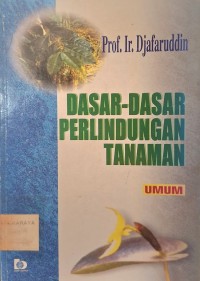 Prof. Ir. Djafaruddin
DASAR-DASAR
PERLINDUNGAN
TANAMAN
UMUM